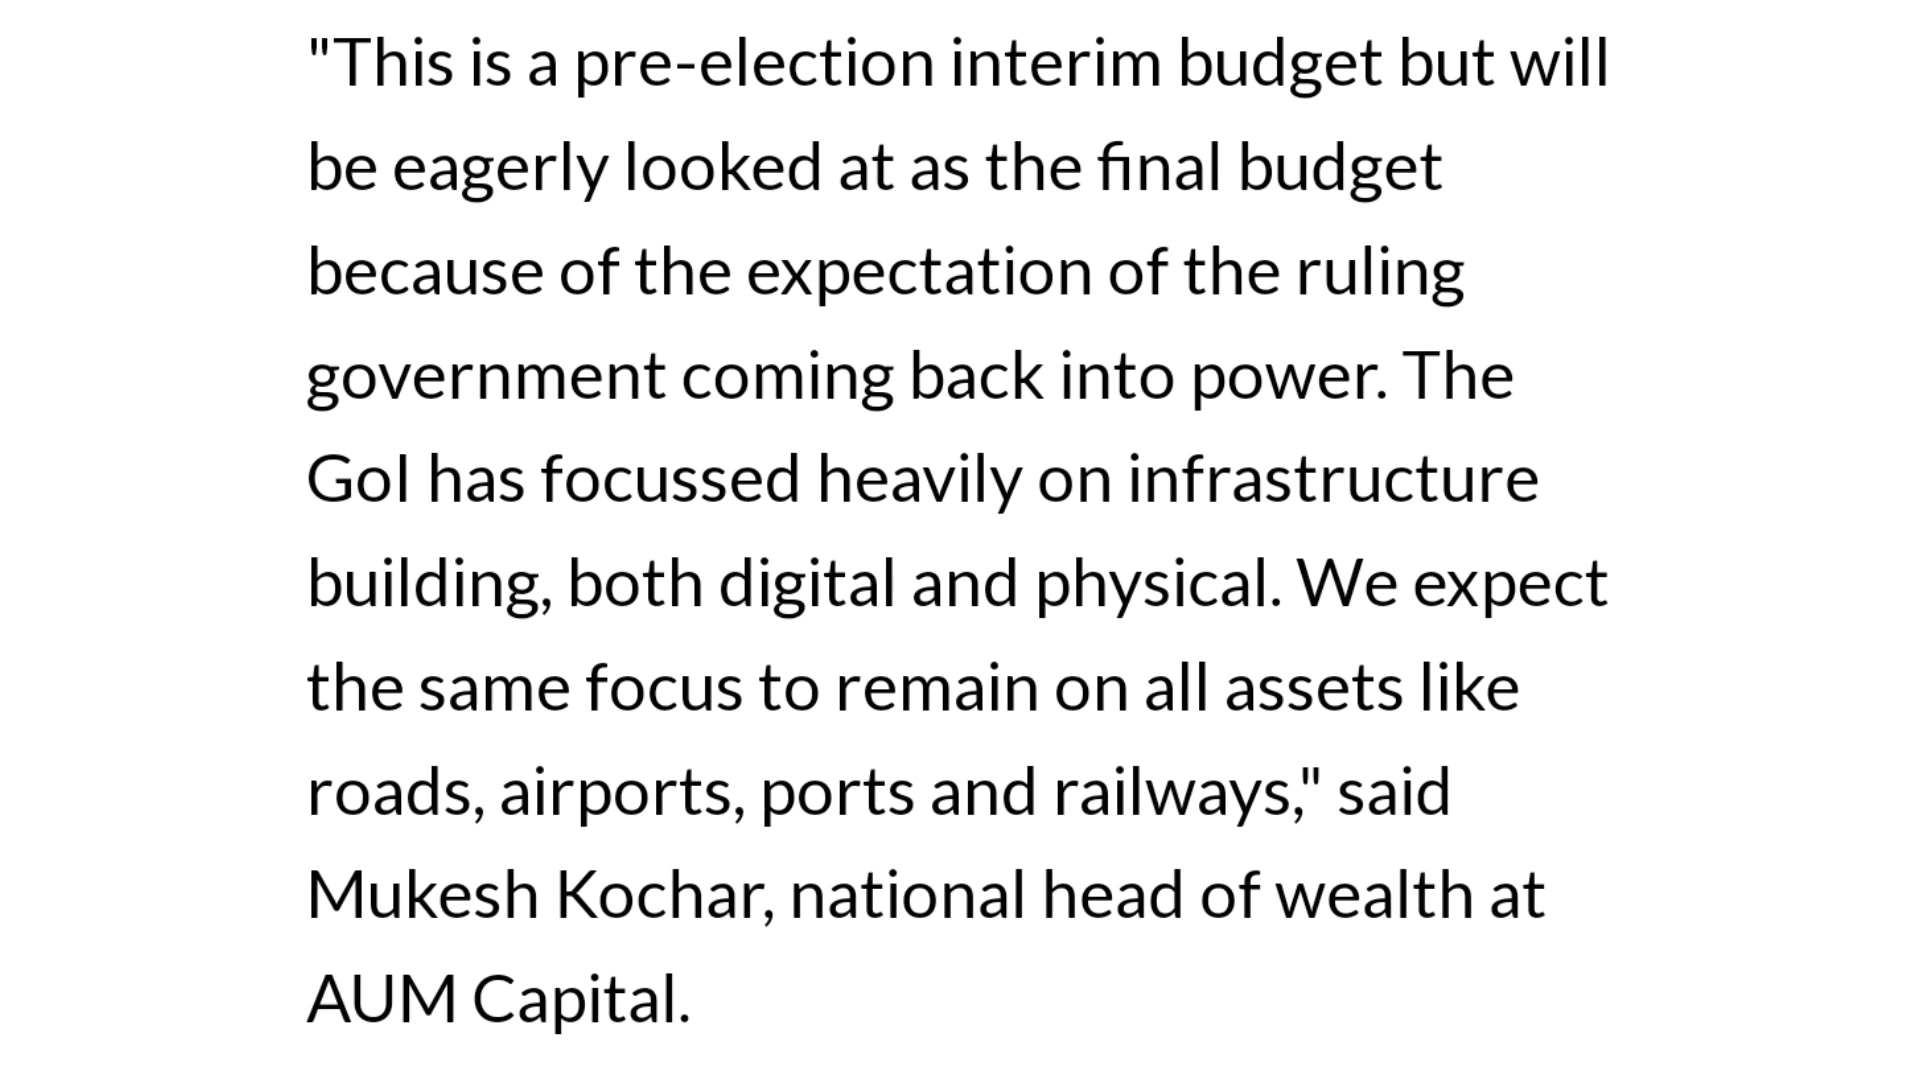 "This is a pre-election interim budget but will
be eagerly looked at as the final budget
because of the expectation of the ruling
government coming back into power. The
GoI has focussed heavily on infrastructure
building, both digital and physical. We expect
the same focus to remain on all assets like
roads, airports, ports and railways," said
Mukesh Kochar, national head of wealth at
AUM Capital.